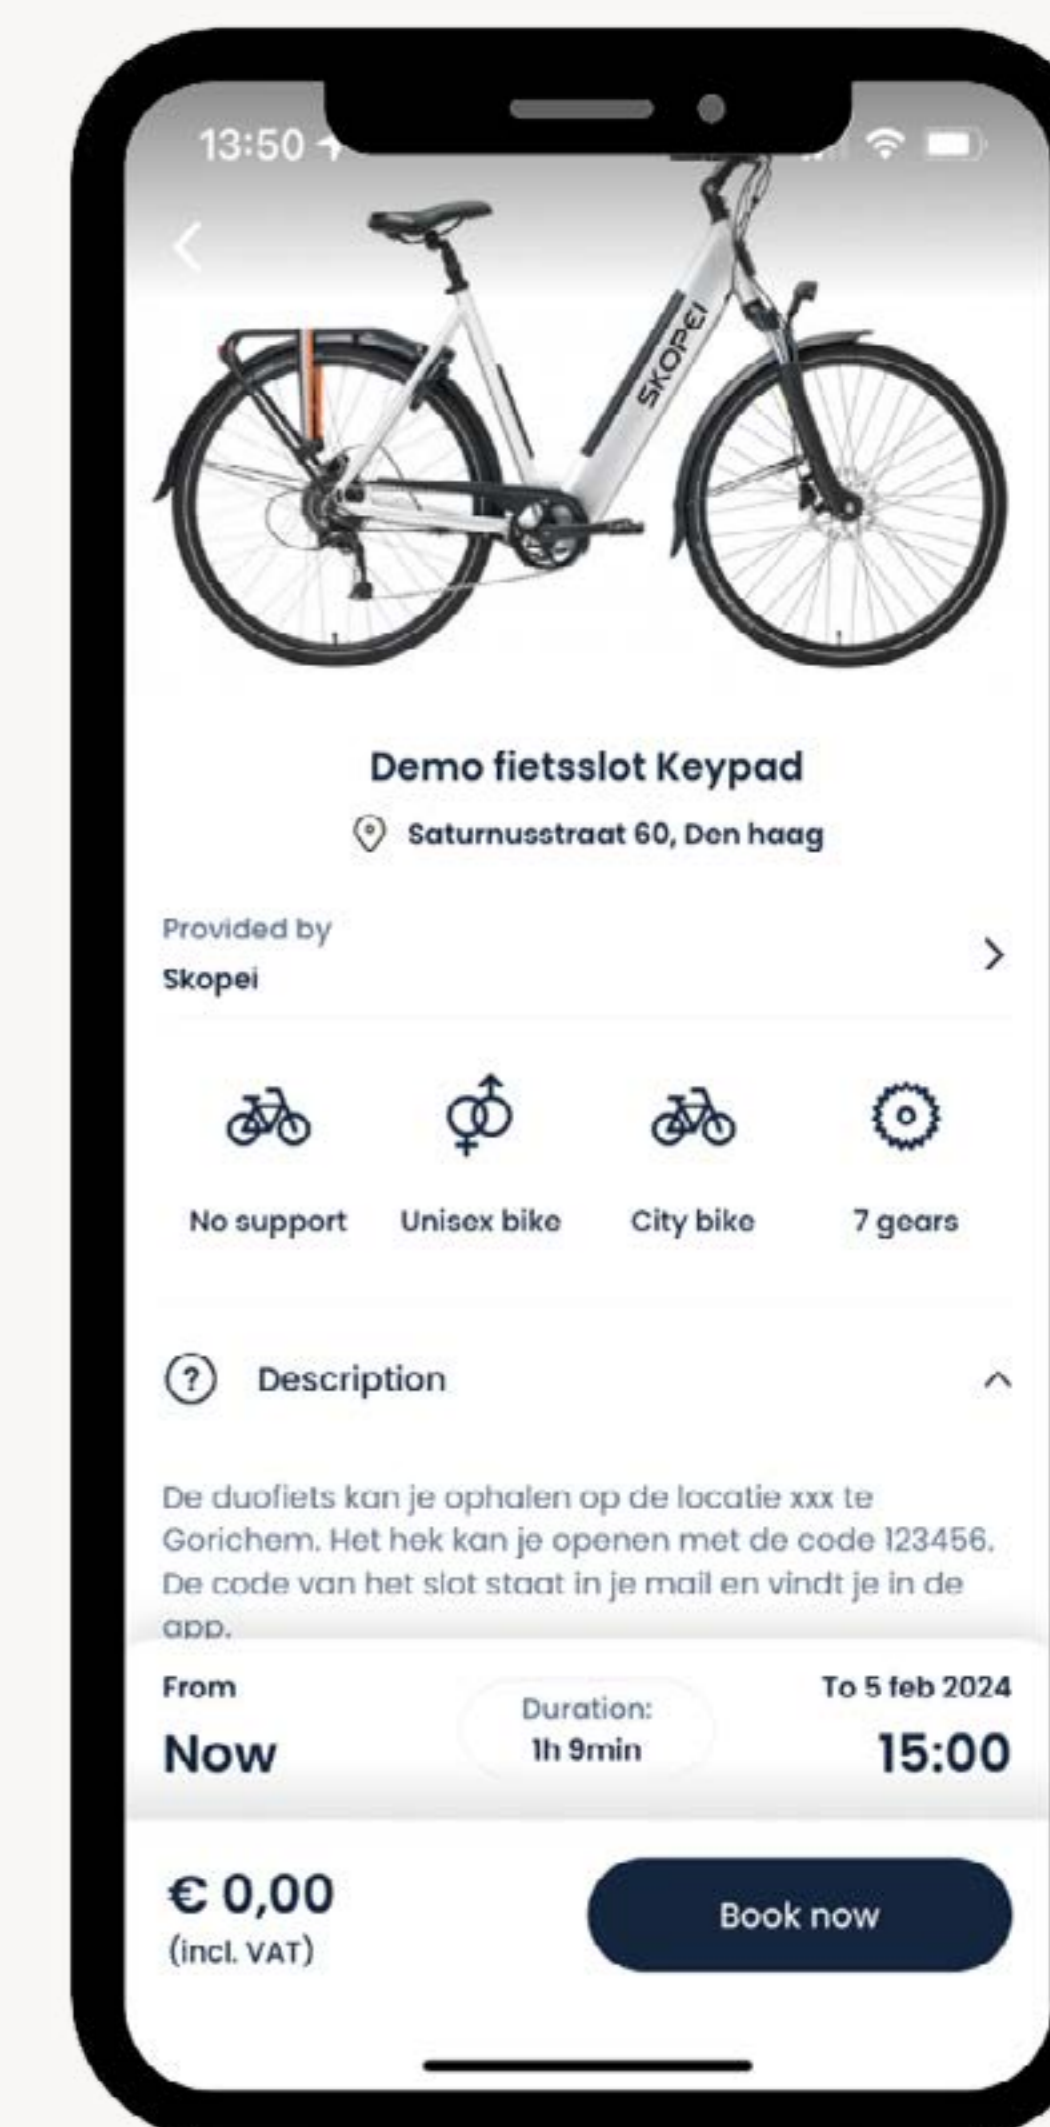 13:50
SKOPEI
Demo fietsslot Keypad
Saturnusstraat 60, Den haag
Provided by
Skopei
No support
Unisex bike
City bike
7 gears
Description
De duofiets kan je ophalen op de locatie xxx te
Gorichem. Het hek kan je openen met de code 123456.
De code van het slot staat in je mail en vindt je in de
app.
From
Duration:
To 5 feb 2024
Now
1h 9min
15:00
€ 0,00
Book now
(incl. VAT)